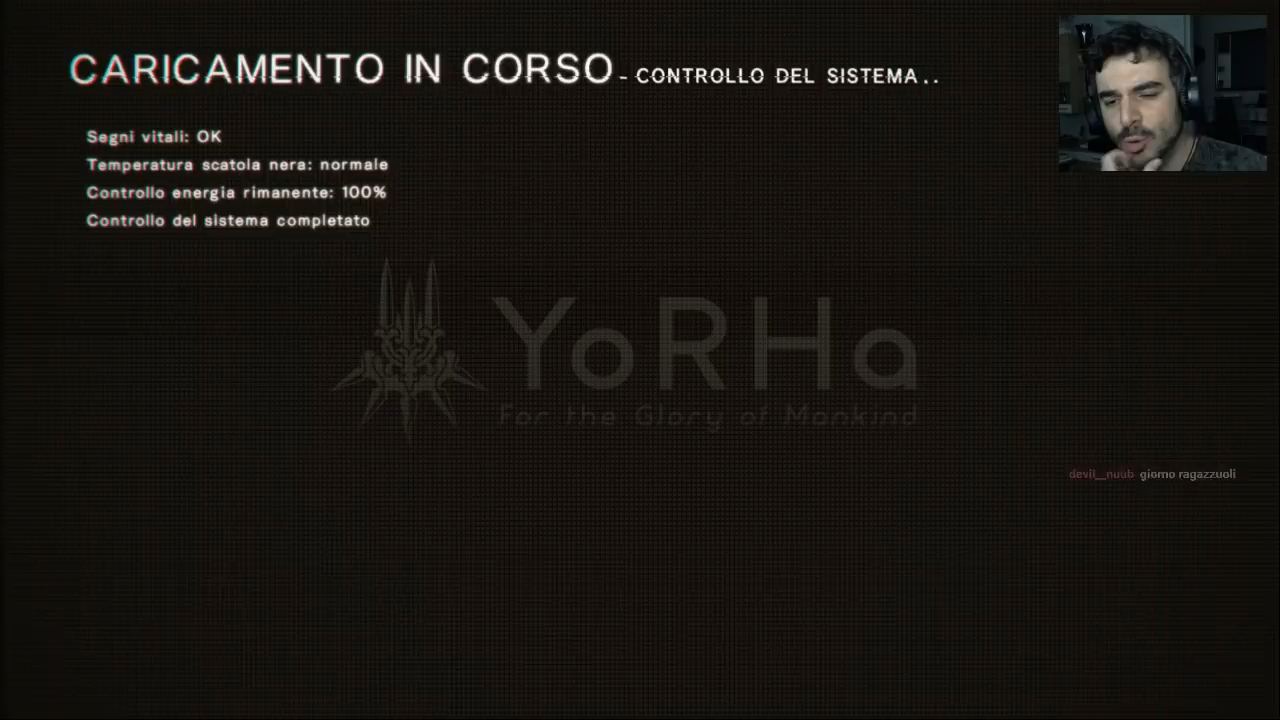 CARICAMENTO IN CORSO - CONTROLLO DEL SISTEMA..
Segni vitali: OK
Temperatura scatola nera: normale
Controllo energia rimanente: 100%
Controllo del sistema completato
YoRHa
For the Glory of Mankind
devil__nuub giorno ragazzuoli